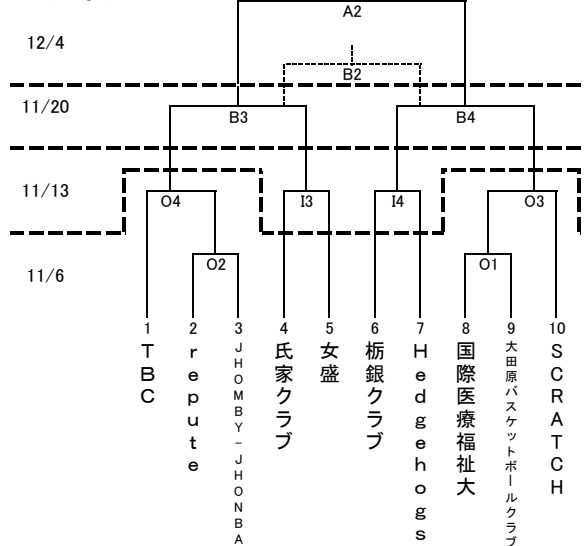 A2
12/4
B2
11/20
B3
B4
11/13
O4
I3
I4
O3
11/6
O2
O1
1
2
3
4
5
6
7
8
9
10
TBC
repute
JHOMBY-JHONBA
氏家クラブ
女盛
栃銀クラブ
Hedgehogs
国際医療福祉大
大田原バスケットボールクラブ
SCRATCH